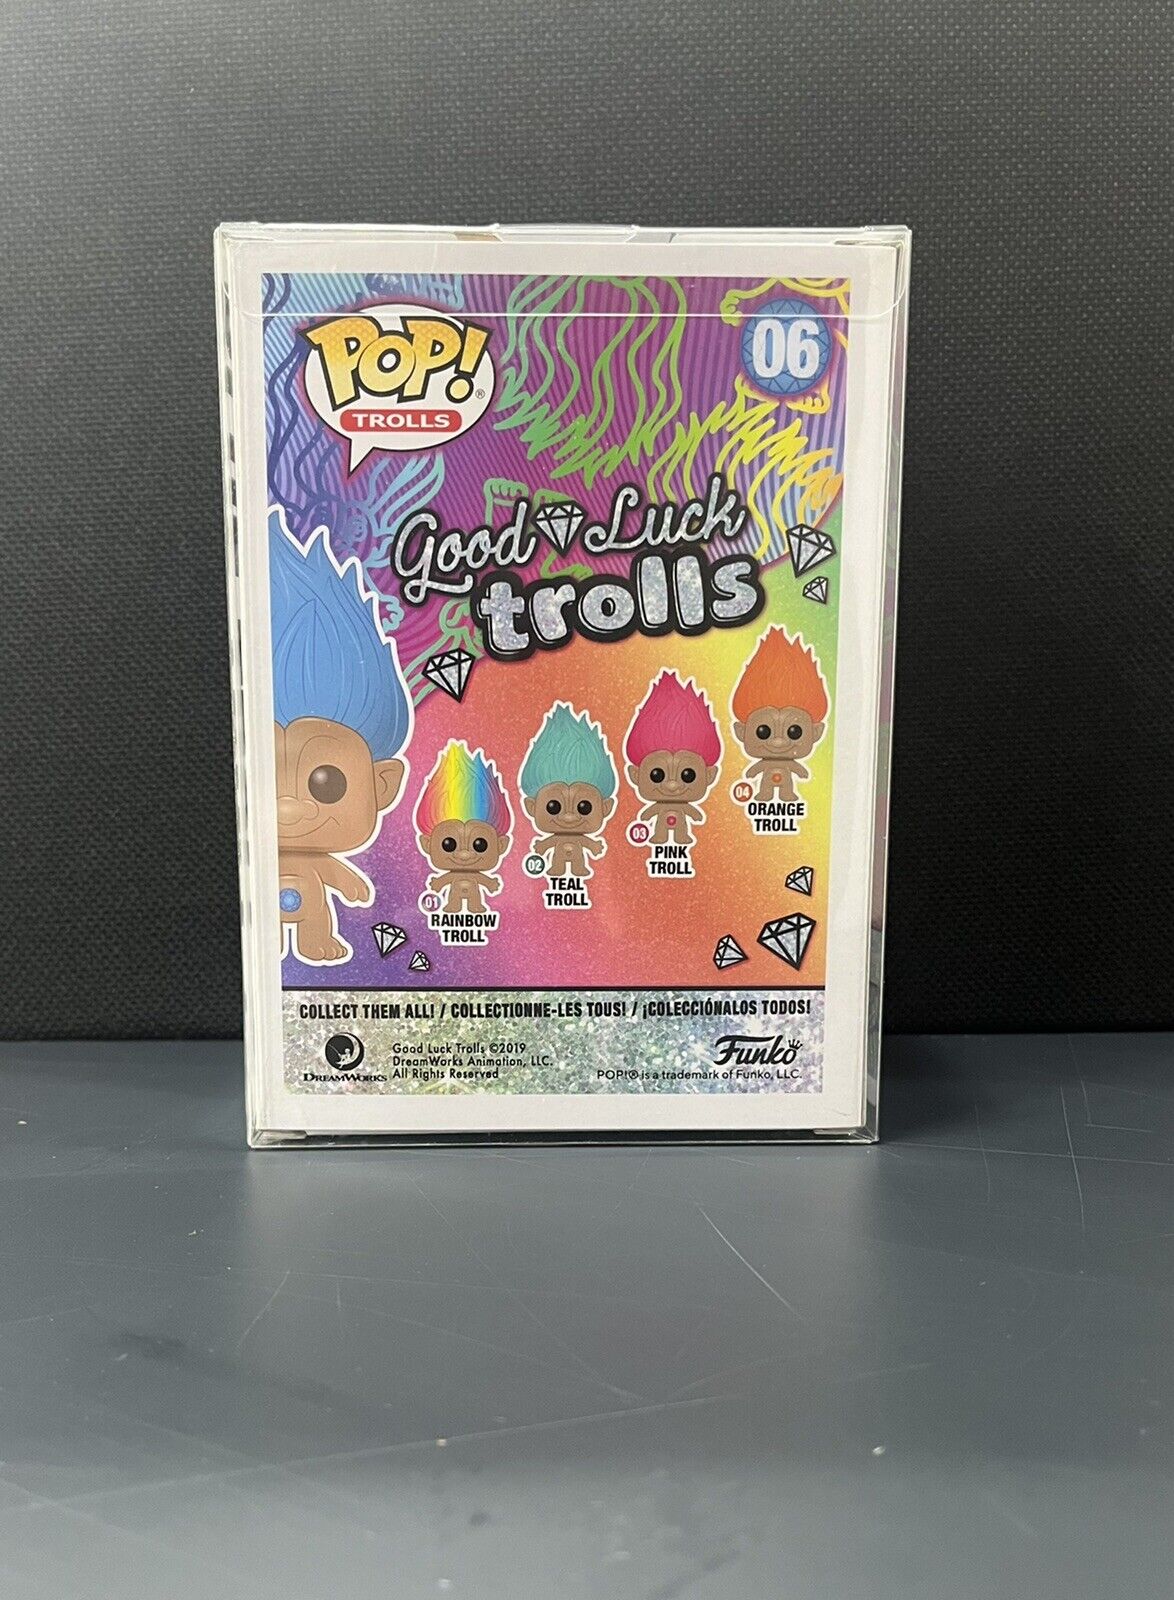 POP!®
TROLLS
06
Good Luck
trolls
01
RAINBOW
TROLL
02
TEAL
TROLL
03
PINK
TROLL
04
ORANGE
TROLL
COLLECT THEM ALL! / COLLECTIONNE-LES TOUS! / ¡COLECCIÓNALOS TODOS!
DREAMWORKS
Good Luck Trolls ©2019
DreamWorks Animation, LLC.
All Rights Reserved
Funko
POP!® is a trademark of Funko, LLC.